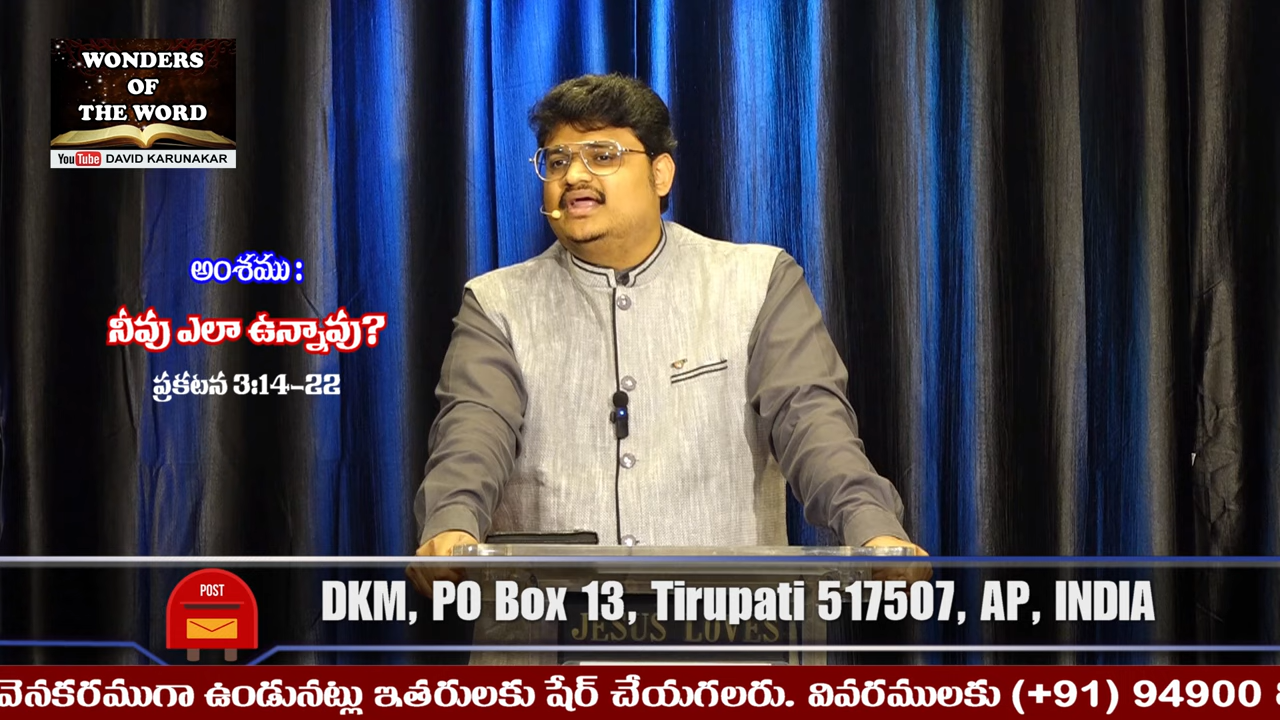 WONDERS
OF
THE WORD
YouTube DAVID KARUNAKAR
అంశము :
నీవు ఎలా ఉన్నావు?
ప్రకటన 3:14-22
POST
DKM, PO Box 13, Tirupati 517507, AP, INDIA
JESUS LOVES
వెనకరముగా ఉండునట్లు ఇతరులకు షేర్ చేయగలరు. వివరములకు (+91) 94900